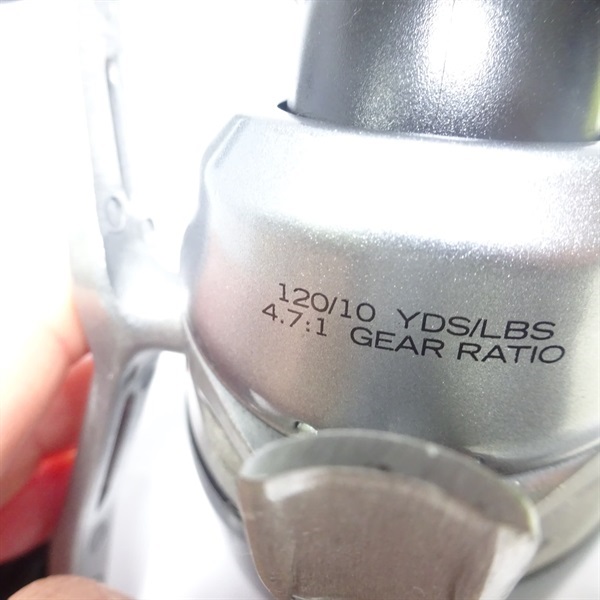 120/10 YDS/LBS
4.7:1 GEAR RATIO